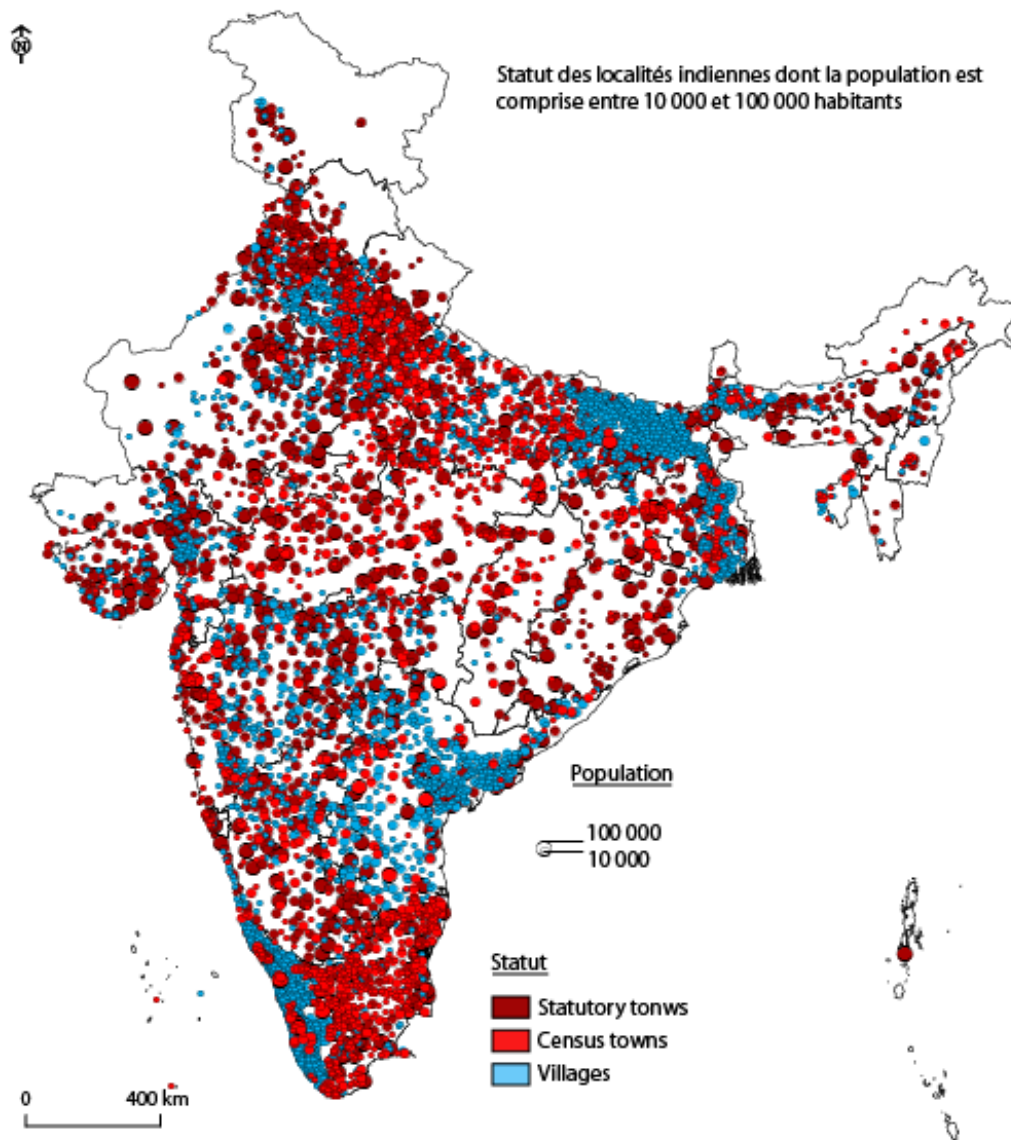 N
Statut des localités indiennes dont la population est
comprise entre 10 000 et 100 000 habitants
Population
100 000
10 000
Statut
Statutory tonws
Census towns
Villages
0 400 km